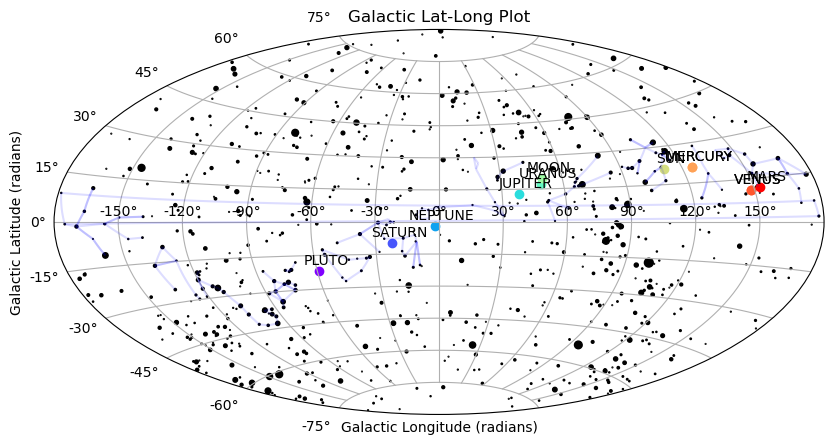 Galactic Lat-Long Plot
75°
60°
45°
30°
15°
0°
-15°
-30°
-45°
-60°
-75°
-150° -120° -90° -60° -30° 0° 30° 60° 90° 120° 150°
SUN
MERCURY
MOON
URANUS
JUPITER
VENUS
MARS
NEPTUNE
SATURN
PLUTO
Galactic Latitude (radians)
Galactic Longitude (radians)